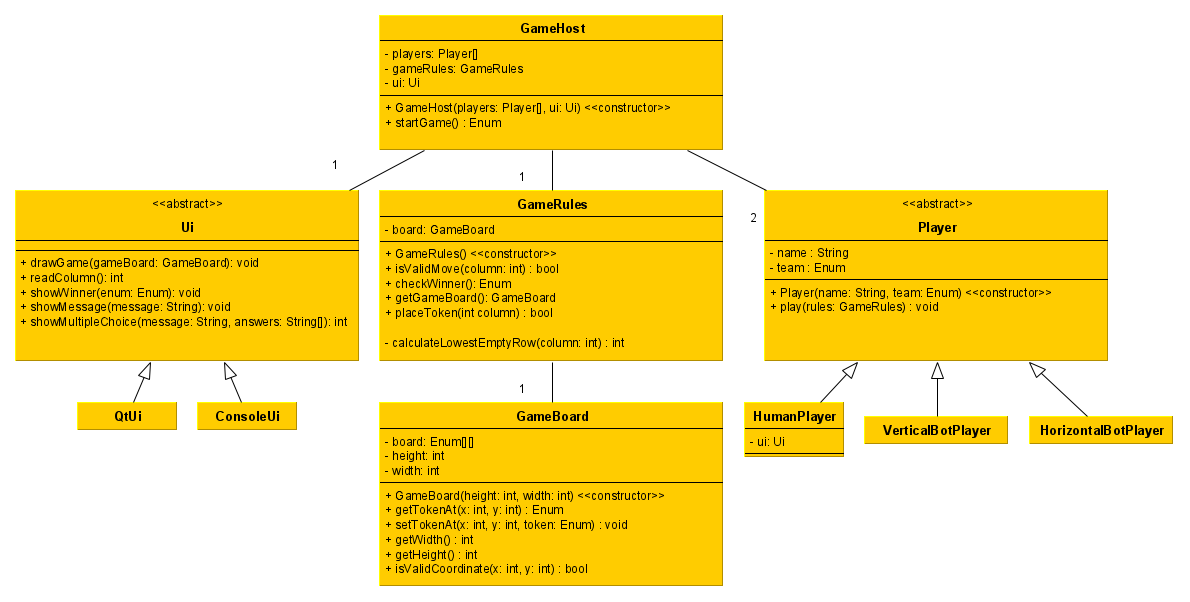 GameHost
- players: Player[]
- gameRules: GameRules
- ui: Ui
+ GameHost(players: Player[], ui: Ui) <<constructor>>
+ startGame() : Enum
1
1
2
<<abstract>>
Ui
+ drawGame(gameBoard: GameBoard): void
+ readColumn(): int
+ showWinner(enum: Enum): void
+ showMessage(message: String): void
+ showMultipleChoice(message: String, answers: String[]): int
GameRules
- board: GameBoard
+ GameRules() <<constructor>>
+ isValidMove(column: int) : bool
+ checkWinner(): Enum
+ getGameBoard(): GameBoard
+ placeToken(int column) : bool
- calculateLowestEmptyRow(column: int) : int
<<abstract>>
Player
- name : String
- team : Enum
+ Player(name: String, team: Enum) <<constructor>>
+ play(rules: GameRules) : void
QtUi
ConsoleUi
1
GameBoard
- board: Enum[][]
- height: int
- width: int
+ GameBoard(height: int, width: int) <<constructor>>
+ getTokenAt(x: int, y: int) : Enum
+ setTokenAt(x: int, y: int, token: Enum) : void
+ getWidth() : int
+ getHeight() : int
+ isValidCoordinate(x: int, y: int) : bool
HumanPlayer
- ui: Ui
VerticalBotPlayer
HorizontalBotPlayer